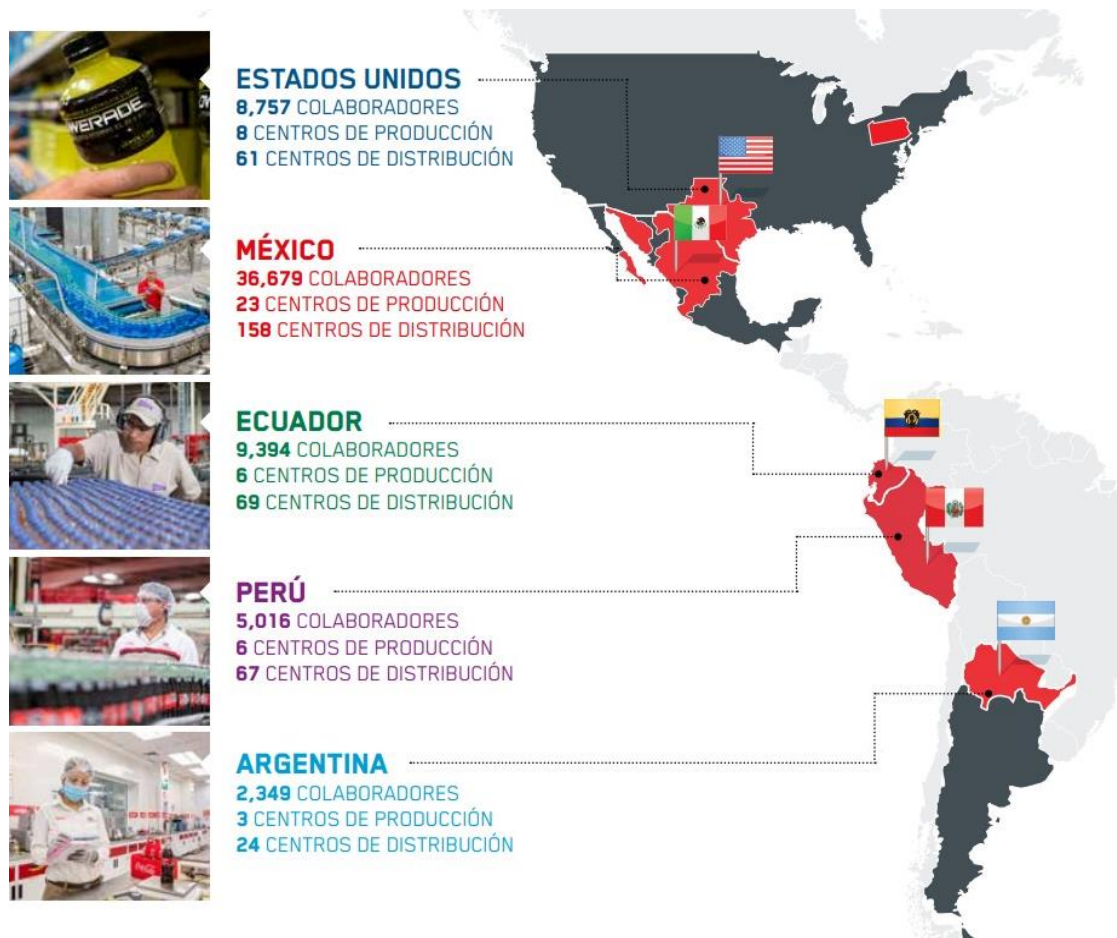 WERADE
ESTADOS UNIDOS
8,757 COLABORADORES
8 CENTROS DE PRODUCCIÓN
61 CENTROS DE DISTRIBUCIÓN
MÉXICO
36,679 COLABORADORES
23 CENTROS DE PRODUCCIÓN
158 CENTROS DE DISTRIBUCIÓN
ECUADOR
9,394 COLABORADORES
6 CENTROS DE PRODUCCIÓN
69 CENTROS DE DISTRIBUCIÓN
PERÚ
5,016 COLABORADORES
6 CENTROS DE PRODUCCIÓN
67 CENTROS DE DISTRIBUCIÓN
ARGENTINA
2,349 COLABORADORES
3 CENTROS DE PRODUCCIÓN
24 CENTROS DE DISTRIBUCIÓN